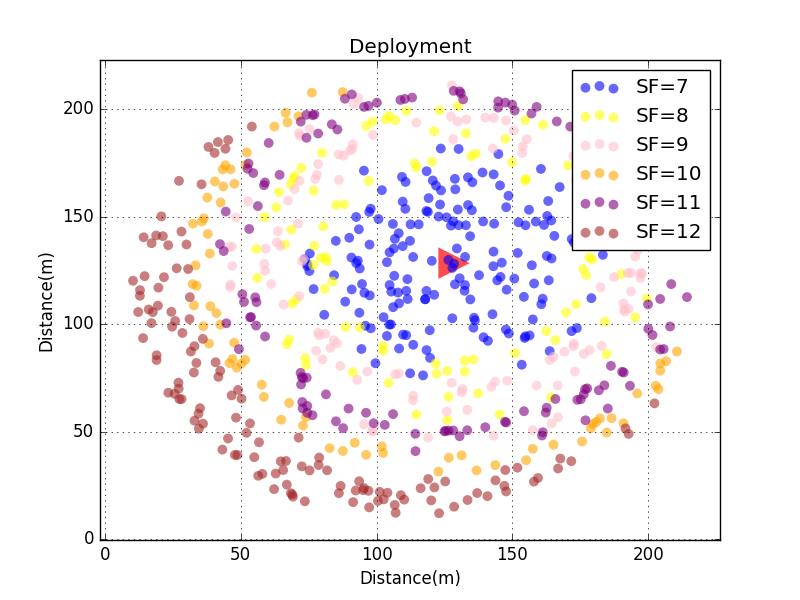 Deployment
SF=7
SF=8
SF=9
SF=10
SF=11
SF=12
200
150
100
50
0
Distance(m)
0 50 100 150 200
Distance(m)